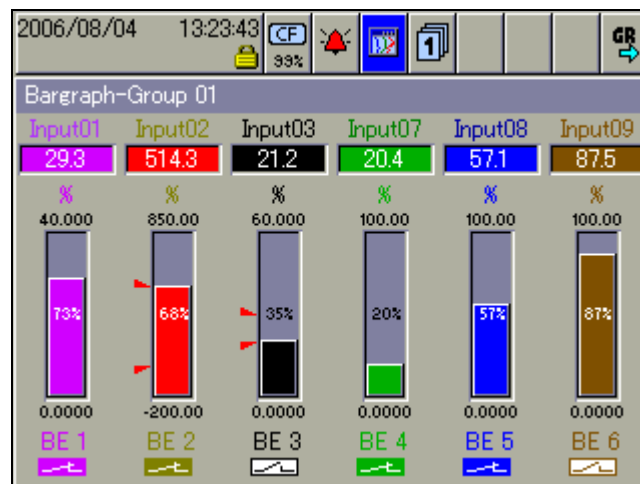 2006/08/04 13:23:43 CF 99% 1 GR
Bargraph-Group 01
Input01 Input02 Input03 Input07 Input08 Input09
29.3 514.3 21.2 20.4 57.1 87.5
% % % % % %
40.000 850.00 60.000 100.00 100.00 100.00
73% 68% 35% 20% 57% 87%
0.0000 -200.00 0.0000 0.0000 0.0000 0.0000
BE 1 BE 2 BE 3 BE 4 BE 5 BE 6